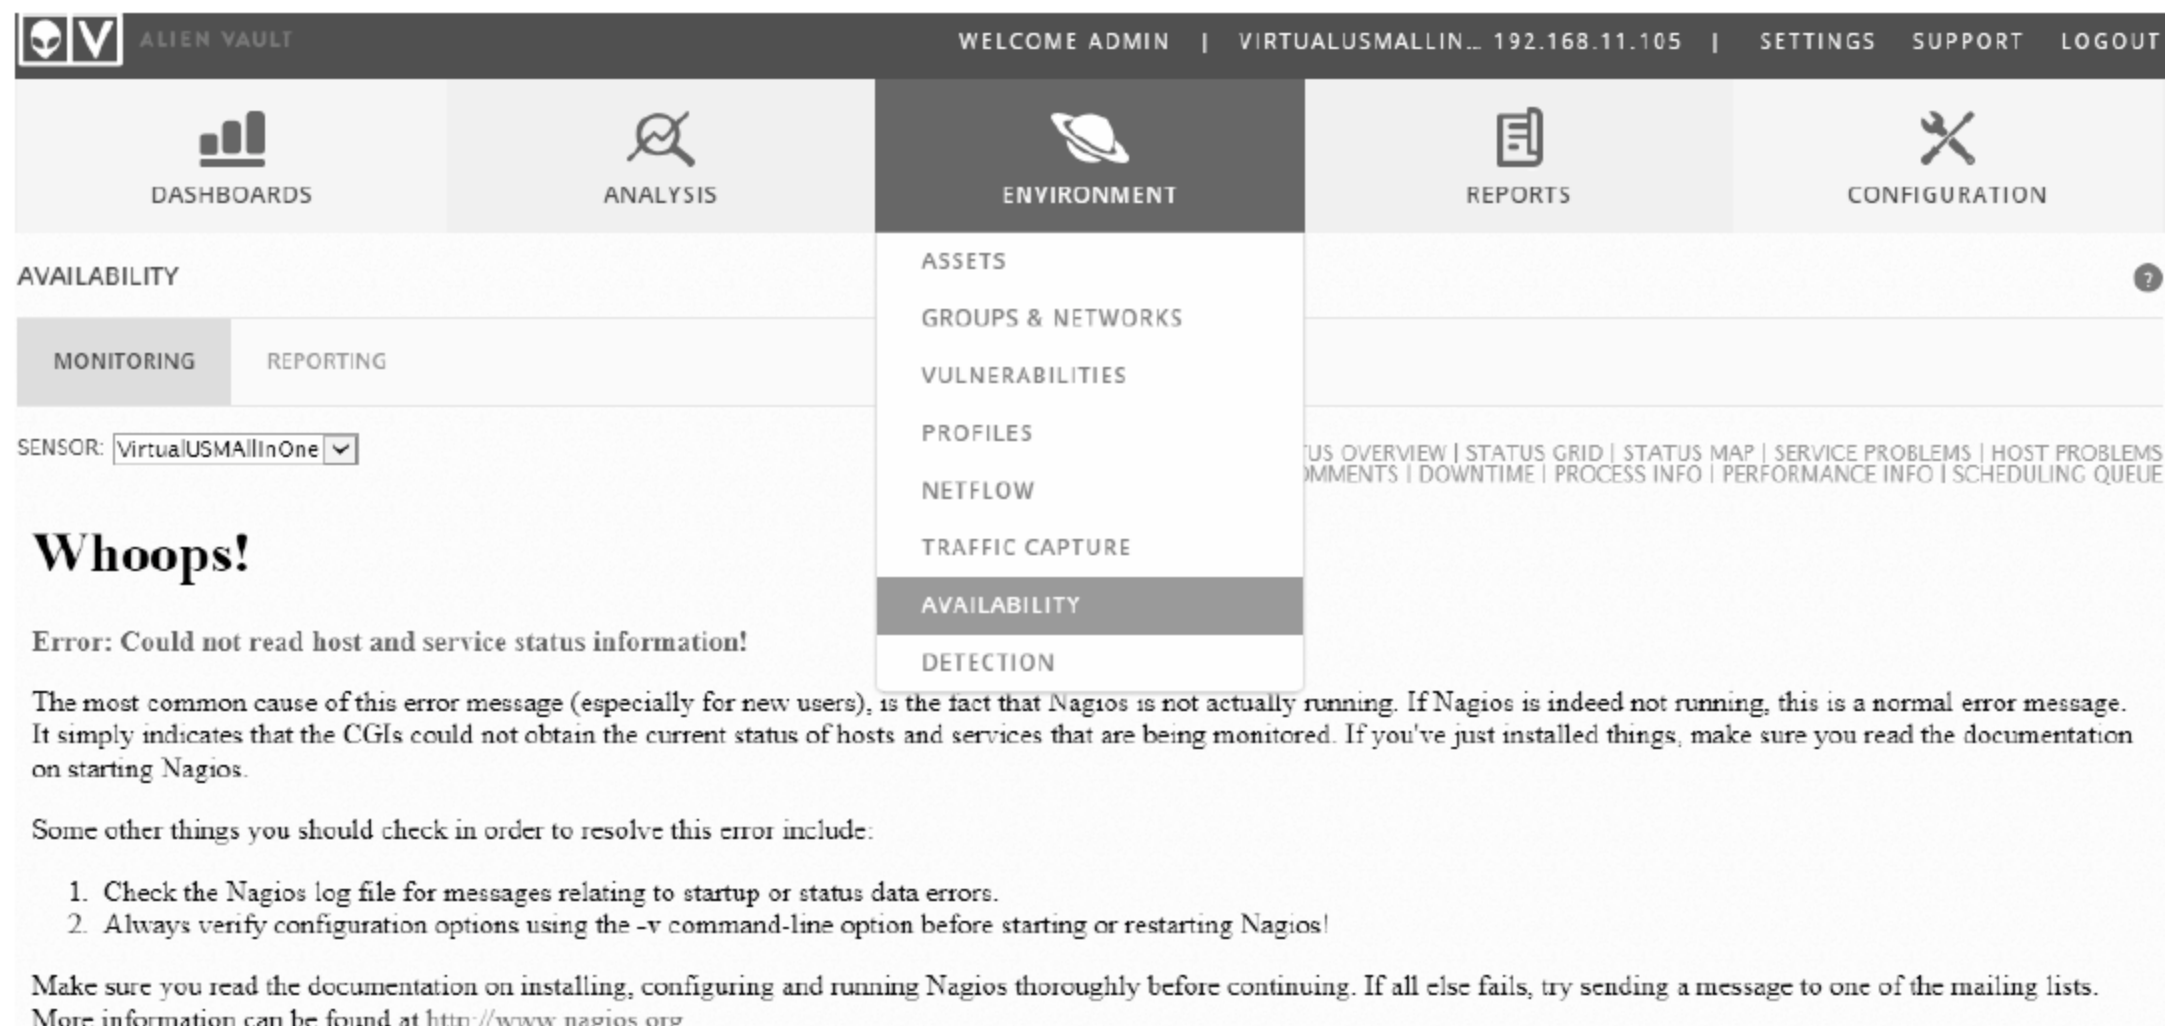 ALIEN VAULT
WELCOME ADMIN | VIRTUALUSMALLIN... 192.168.11.105 | SETTINGS SUPPORT LOGOUT
DASHBOARDS
ANALYSIS
ENVIRONMENT
REPORTS
CONFIGURATION
ASSETS
GROUPS & NETWORKS
VULNERABILITIES
PROFILES
NETFLOW
TRAFFIC CAPTURE
AVAILABILITY
DETECTION
AVAILABILITY
?
MONITORING
REPORTING
SENSOR: VirtualUSMAllInOne
US OVERVIEW | STATUS GRID | STATUS MAP | SERVICE PROBLEMS | HOST PROBLEMS
MMENTS | DOWNTIME | PROCESS INFO | PERFORMANCE INFO | SCHEDULING QUEUE
Whoops!
Error: Could not read host and service status information!
The most common cause of this error message (especially for new users), is the fact that Nagios is not actually running. If Nagios is indeed not running, this is a normal error message.
It simply indicates that the CGIs could not obtain the current status of hosts and services that are being monitored. If you've just installed things, make sure you read the documentation
on starting Nagios.
Some other things you should check in order to resolve this error include:
1. Check the Nagios log file for messages relating to startup or status data errors.
2. Always verify configuration options using the -v command-line option before starting or restarting Nagios!
Make sure you read the documentation on installing, configuring and running Nagios thoroughly before continuing. If all else fails, try sending a message to one of the mailing lists.
More information can be found at http://www.nagios.org